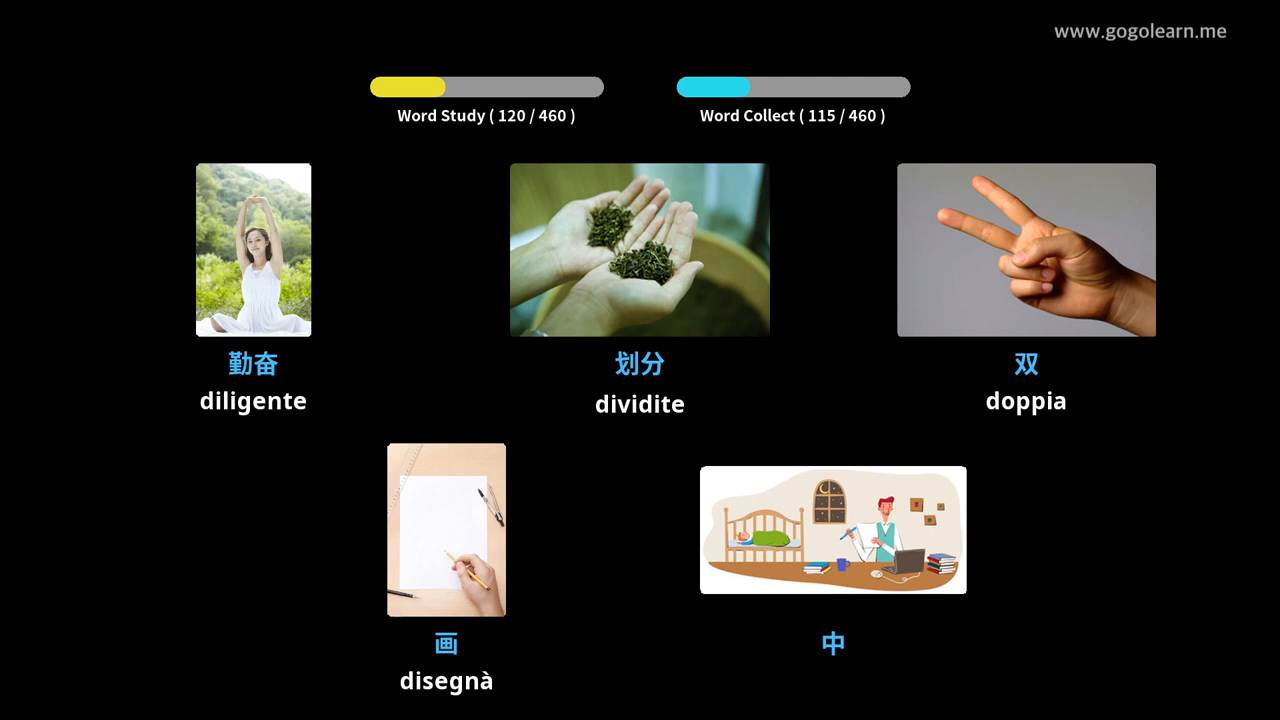 www.gogolearn.me
Word Study ( 120 / 460 )
Word Collect ( 115 / 460 )
勤奋
diligente
划分
dividite
双
doppia
画
disegnà
中